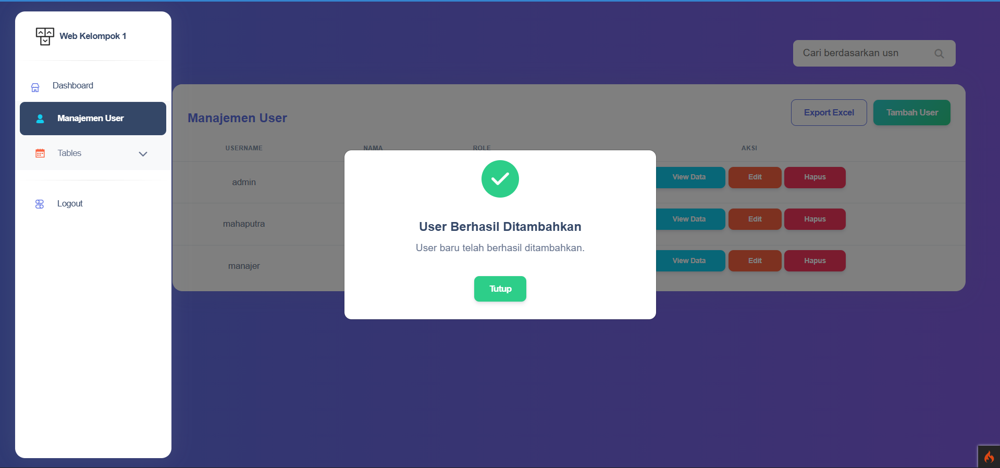 Web Kelompok 1
Dashboard
Manajemen User
Tables
Logout
Cari berdasarkan usn
Manajemen User
Export Excel
Tambah User
USERNAME NAMA ROLE AKSI
admin View Data Edit Hapus
mahaputra View Data Edit Hapus
manajer View Data Edit Hapus
User Berhasil Ditambahkan
User baru telah berhasil ditambahkan.
Tutup